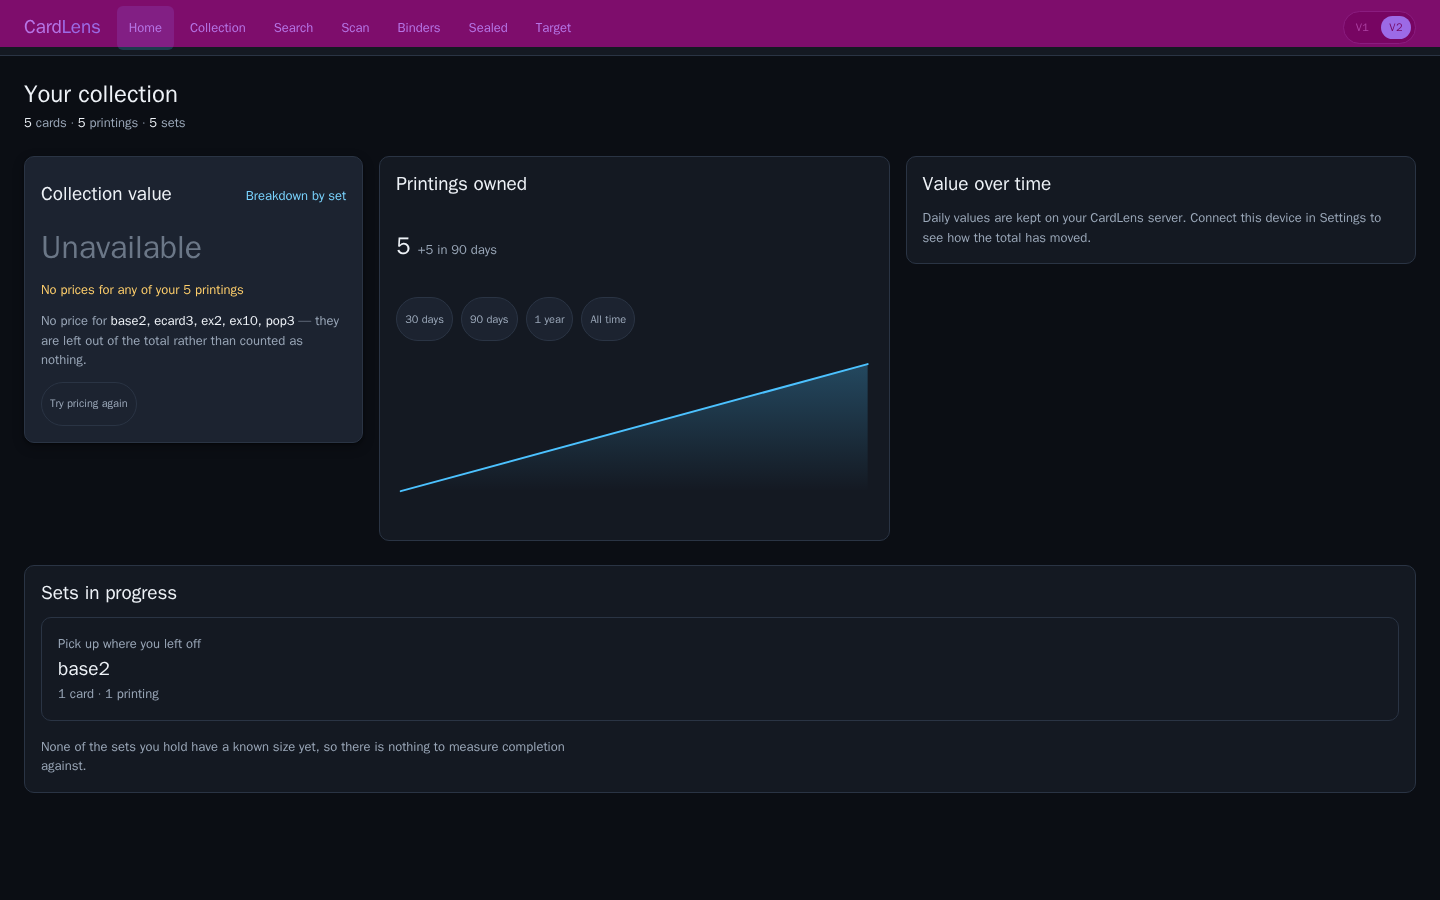 CardLens Home Collection Search Scan Binders Sealed Target V1 V2
Your collection
5 cards · 5 printings · 5 sets
Collection value Breakdown by set
Unavailable
No prices for any of your 5 printings
No price for base2, ecard3, ex2, ex10, pop3 — they
are left out of the total rather than counted as
nothing.
Try pricing again
Printings owned
5 +5 in 90 days
30 days 90 days 1 year All time
Value over time
Daily values are kept on your CardLens server. Connect this device in Settings to
see how the total has moved.
Sets in progress
Pick up where you left off
base2
1 card · 1 printing
None of the sets you hold have a known size yet, so there is nothing to measure completion
against.